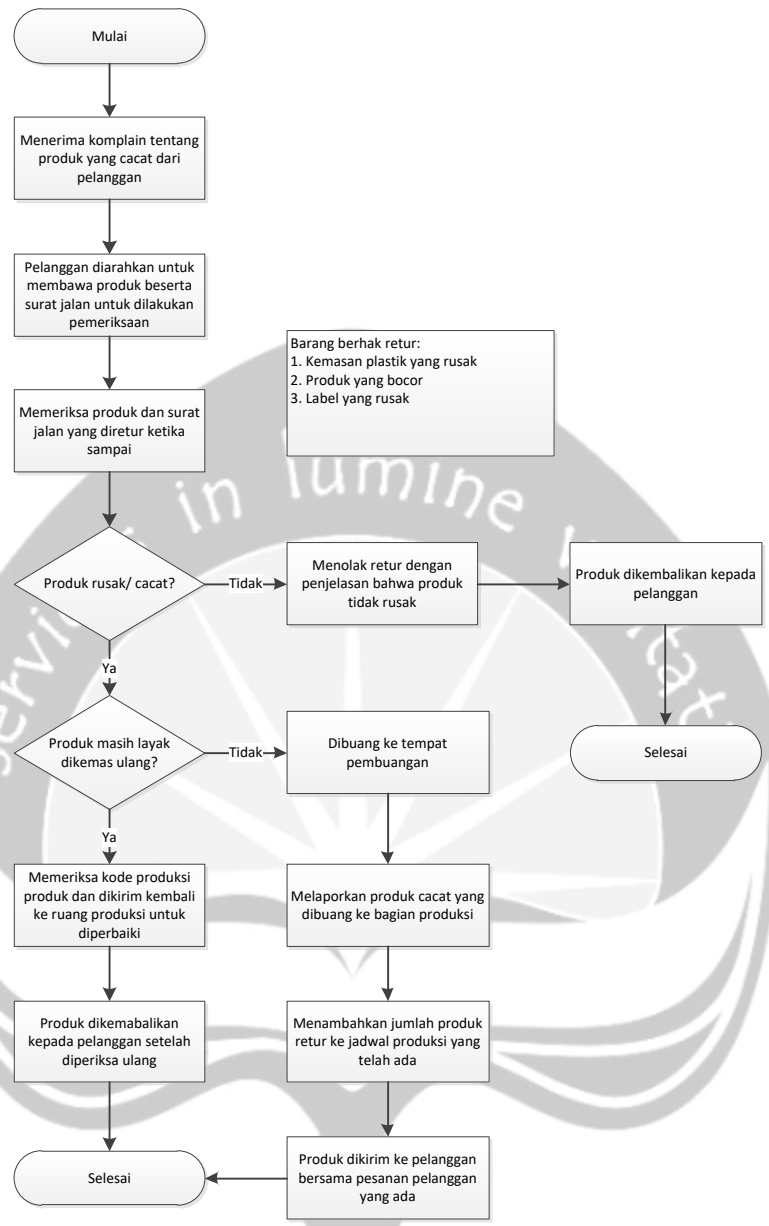 Mulai
Menerima komplain tentang
produk yang cacat dari
pelanggan
Pelanggan diarahkan untuk
membawa produk beserta
surat jalan untuk dilakukan
pemeriksaan
Barang berhak retur:
1. Kemasan plastik yang rusak
2. Produk yang bocor
3. Label yang rusak
Memeriksa produk dan surat
jalan yang diretur ketika
sampai
in lumine
Produk rusak/ cacat?
Tidak
Menolak retur dengan
penjelasan bahwa produk
tidak rusak
Produk dikembalikan kepada
pelanggan
Ya
Produk masih layak
dikemas ulang?
Tidak
Dibuang ke tempat
pembuangan
Selesai
Ya
Memeriksa kode produksi
produk dan dikirim kembali
ke ruang produksi untuk
diperbaiki
Melaporkan produk cacat yang
dibuang ke bagian produksi
Produk dikemabalikan
kepada pelanggan setelah
diperiksa ulang
Menambahkan jumlah produk
retur ke jadwal produksi yang
telah ada
Selesai
Produk dikirim ke pelanggan
bersama pesanan pelanggan
yang ada